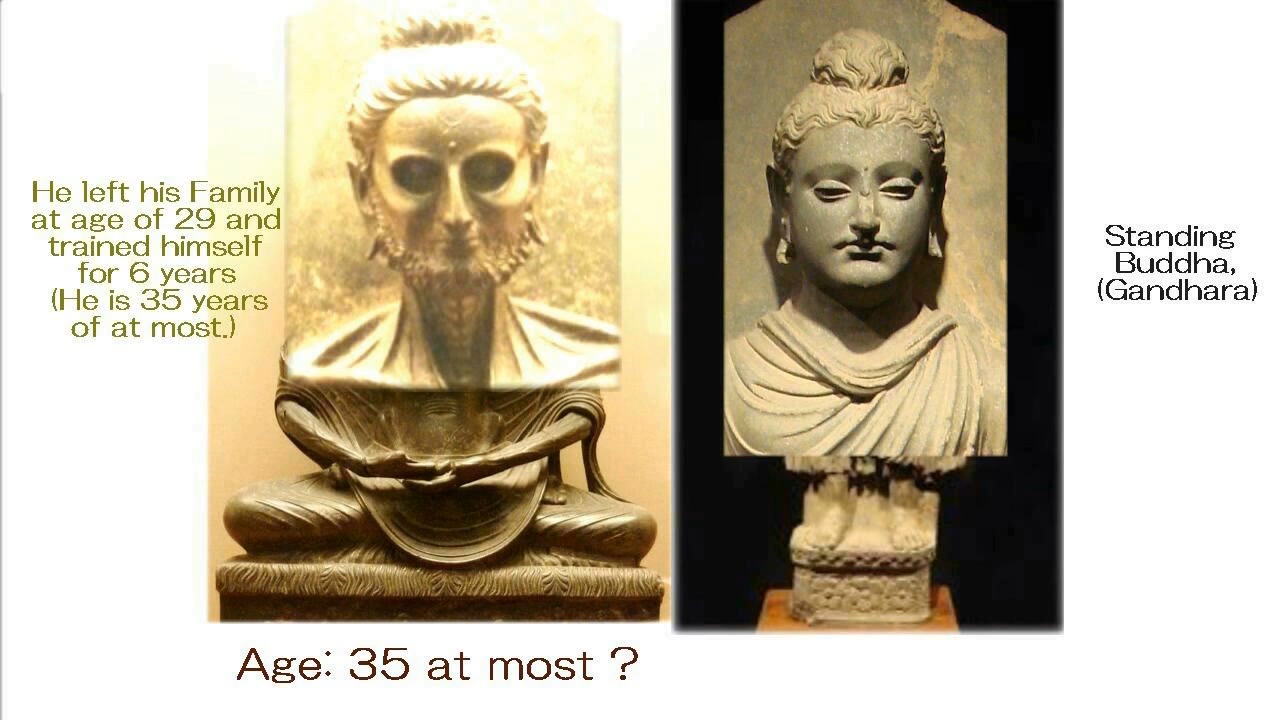 He left his Family
at age of 29 and
trained himself
for 6 years
(He is 35 years
of at most.)
Standing
Buddha,
(Gandhara)
Age: 35 at most ?